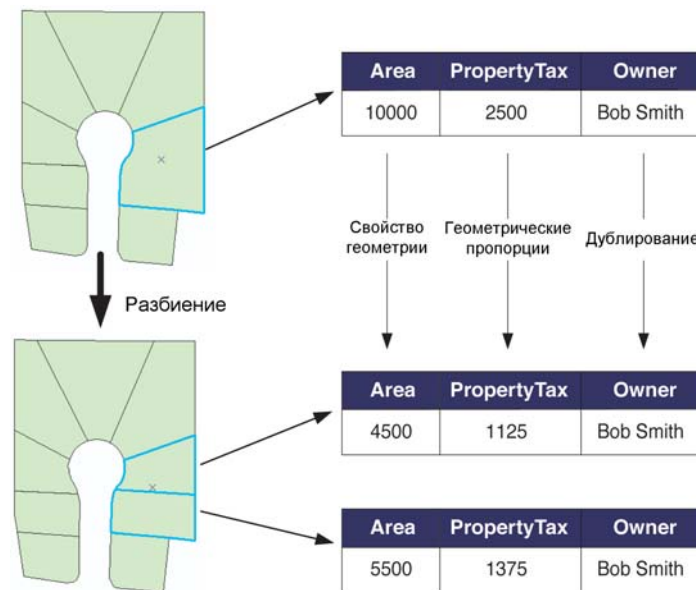 Area PropertyTax Owner
10000 2500 Bob Smith
Свойство
геометрии
Геометрические
пропорции
Дублирование
Разбиение
Area PropertyTax Owner
4500 1125 Bob Smith
Area PropertyTax Owner
5500 1375 Bob Smith